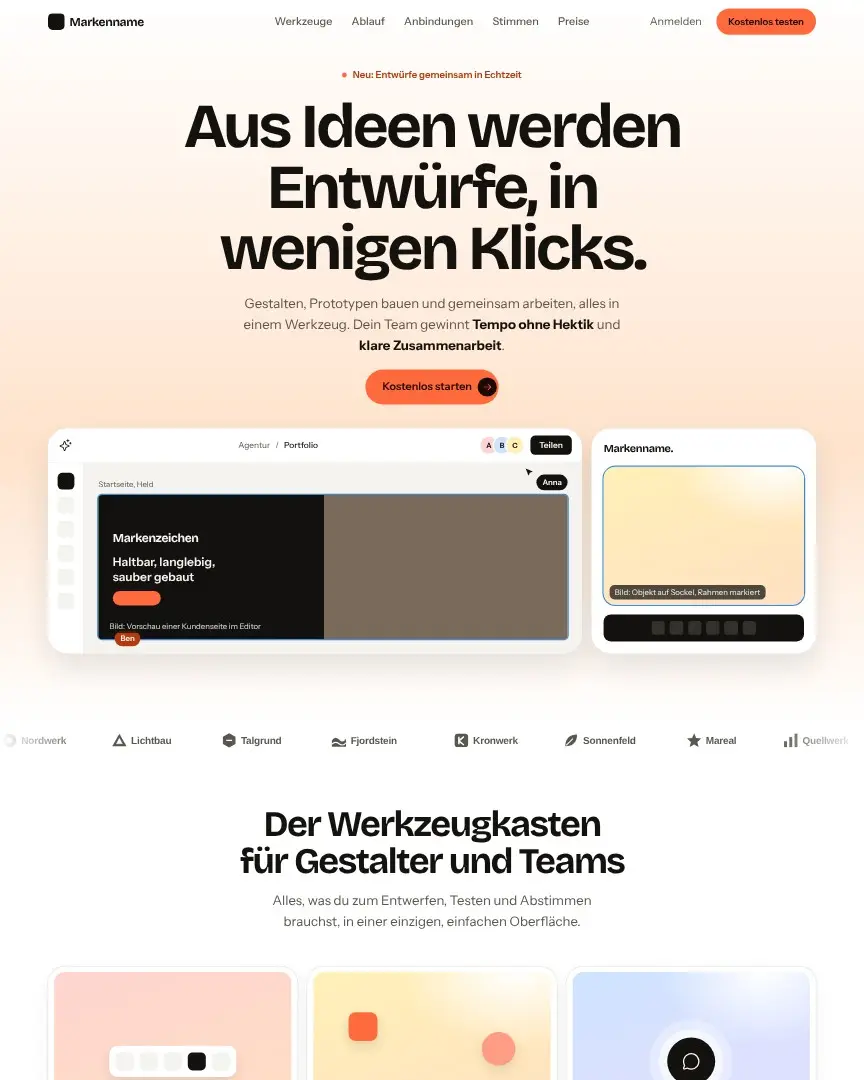 Markenname
Werkzeuge
Ablauf
Anbindungen
Stimmen
Preise
Anmelden
Kostenlos testen
Neu: Entwürfe gemeinsam in Echtzeit
Aus Ideen werden
Entwürfe, in
wenigen Klicks.
Gestalten, Prototypen bauen und gemeinsam arbeiten, alles in
einem Werkzeug. Dein Team gewinnt Tempo ohne Hektik und
klare Zusammenarbeit.
Kostenlos starten
Agentur / Portfolio
A
B
C
Teilen
Startseite, Held
Anna
Markenzeichen
Haltbar, langlebig,
sauber gebaut
Bild: Vorschau einer Kundenseite im Editor
Ben
Markenname.
Bild: Objekt auf Sockel, Rahmen markiert
Nordwerk
Lichtbau
Talgrund
Fjordstein
Kronwerk
Sonnenfeld
Mareal
Quellwerk
Der Werkzeugkasten
für Gestalter und Teams
Alles, was du zum Entwerfen, Testen und Abstimmen
brauchst, in einer einzigen, einfachen Oberfläche.